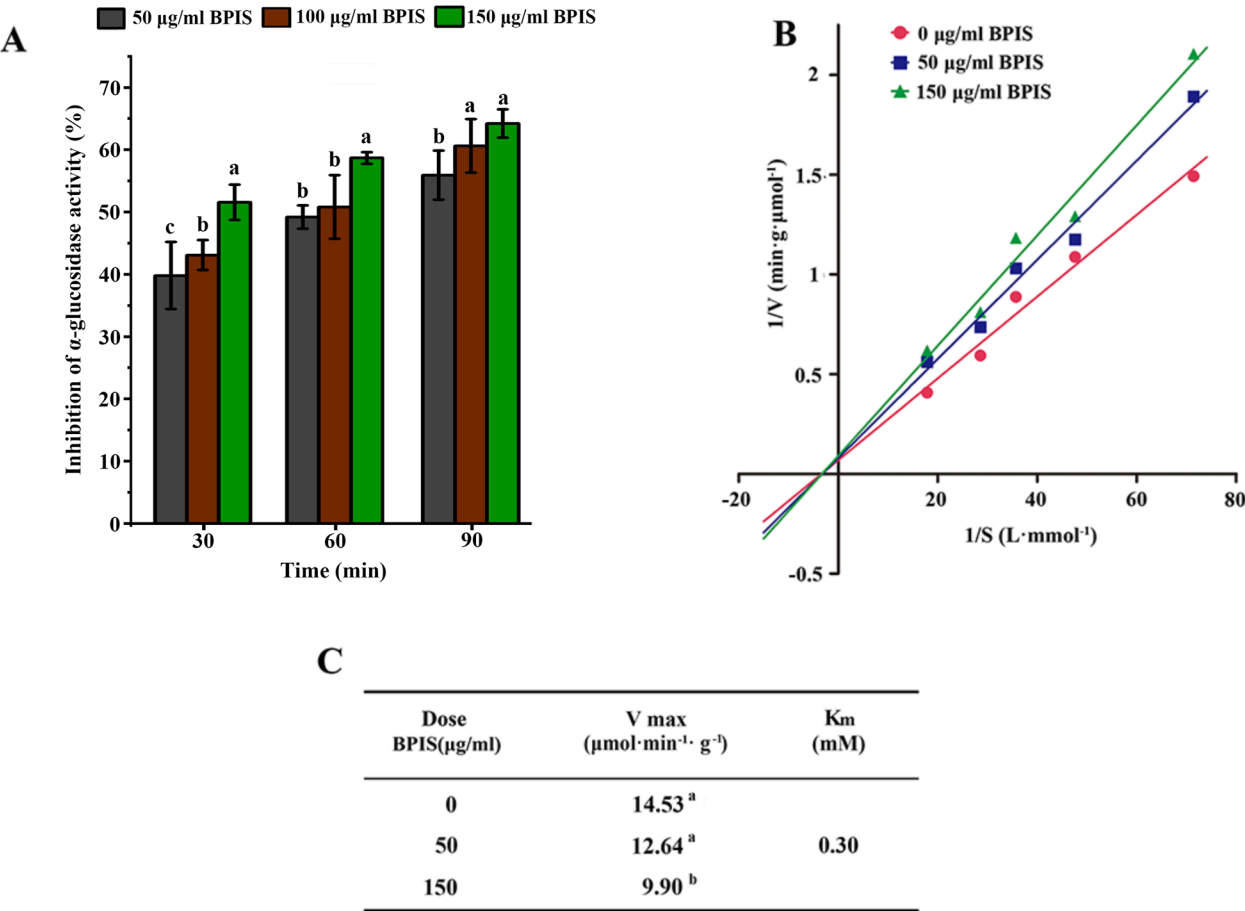 A
50 µg/ml BPIS 100 µg/ml BPIS 150 µg/ml BPIS
Inhibition of α-glucosidase activity (%)
70
60
50
40
30
20
10
0
c b a
b b a
b a a
30 60 90
Time (min)
B
0 µg/ml BPIS
50 µg/ml BPIS
150 µg/ml BPIS
1/V (min·g·µmol⁻¹)
2
1.5
1
0.5
-0.5
-20 20 40 60 80
1/S (L·mmol⁻¹)
C
Dose V max Km
BPIS(µg/ml) (µmol·min⁻¹· g⁻¹) (mM)
0 14.53 ᵃ
50 12.64 ᵃ 0.30
150 9.90 ᵇ